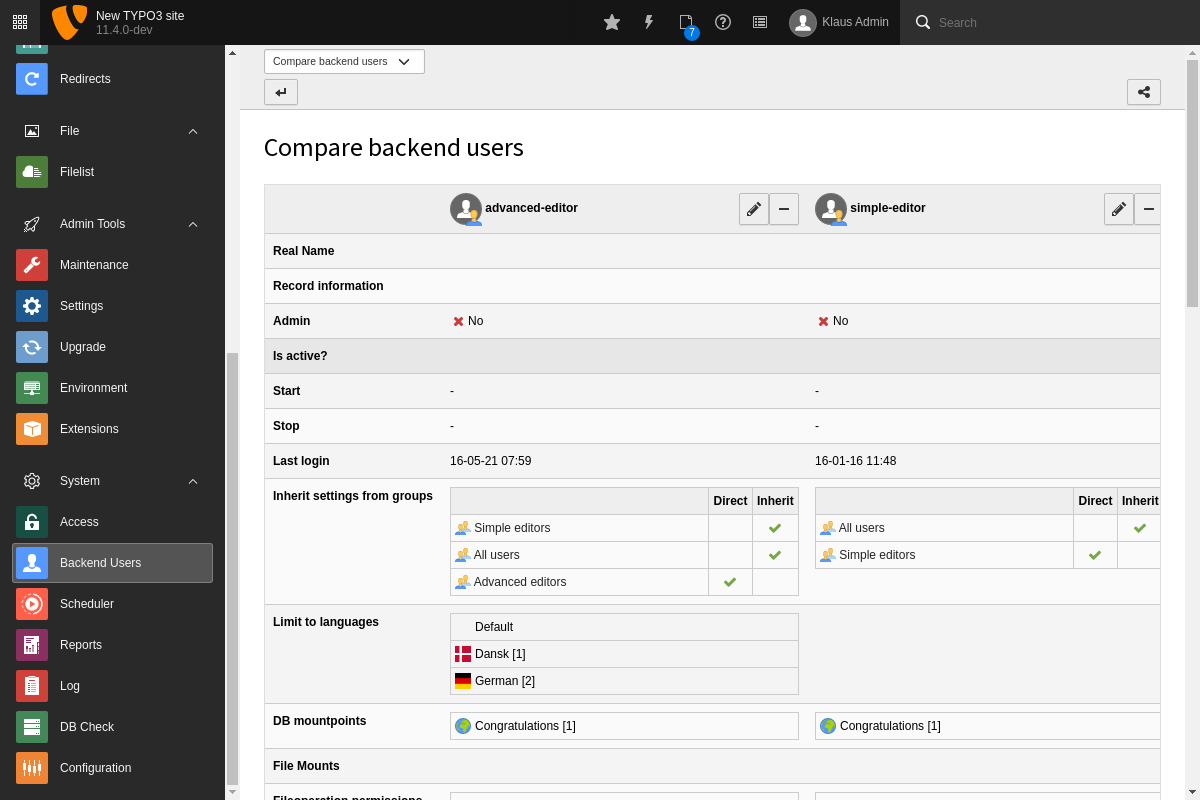 New TYPO3 site
11.4.0-dev
7
Klaus Admin
Search
Redirects
File
Filelist
Admin Tools
Maintenance
Settings
Upgrade
Environment
Extensions
System
Access
Backend Users
Scheduler
Reports
Log
DB Check
Configuration
Compare backend users
Compare backend users
advanced-editor simple-editor
Real Name
Record information
Admin No No
Is active?
Start - -
Stop - -
Last login 16-05-21 07:59 16-01-16 11:48
Inherit settings from groups Direct Inherit Direct Inherit
Simple editors All users
All users Simple editors
Advanced editors
Limit to languages Default
Dansk [1]
German [2]
DB mountpoints Congratulations [1] Congratulations [1]
File Mounts
Fileoperation permissions